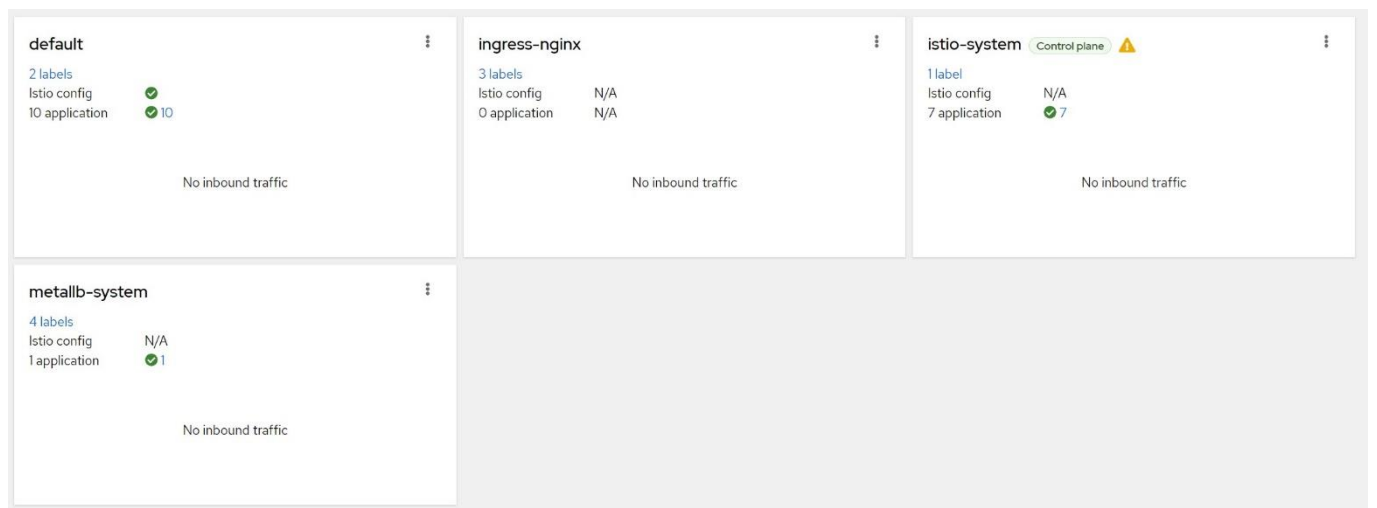 default
2 labels
Istio config
10 application 10
No inbound traffic
ingress-nginx
3 labels
Istio config N/A
0 application N/A
No inbound traffic
istio-system Control plane
1 label
Istio config N/A
7 application 7
No inbound traffic
metallb-system
4 labels
Istio config N/A
1 application 1
No inbound traffic